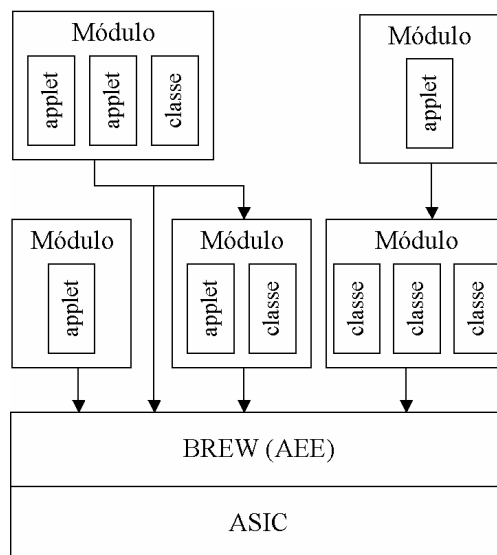 Módulo
applet
applet
classe
Módulo
applet
Módulo
applet
Módulo
applet
classe
Módulo
classe
classe
classe
BREW (AEE)
ASIC